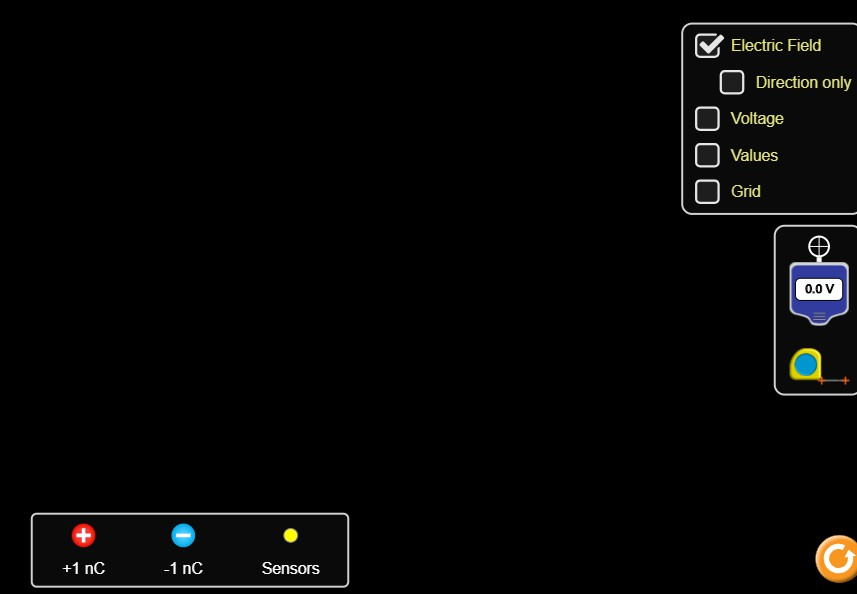 Electric Field
Direction only
Voltage
Values
Grid
0.0 V
+1 nC
-1 nC
Sensors